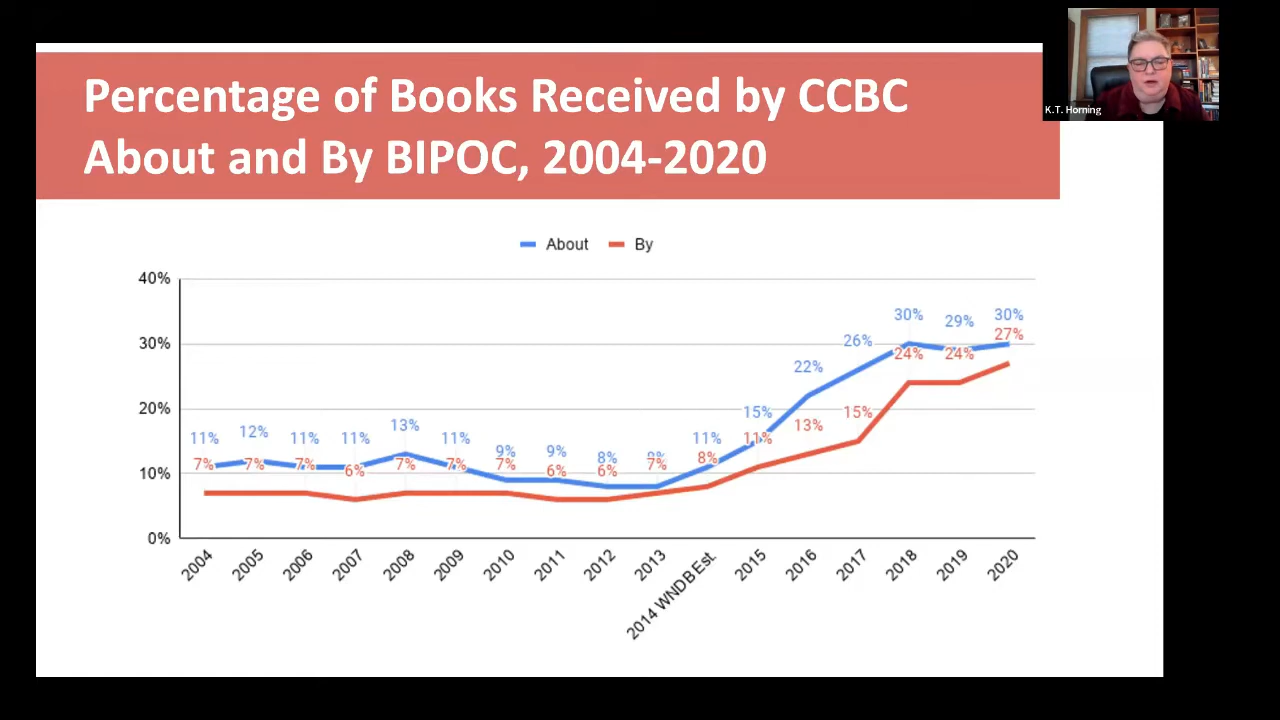 Percentage of Books Received by CCBC
About and By BIPOC, 2004-2020
K.T. Horning
About By
40%
30%
20%
10%
0%
11% 12% 11% 11% 13% 11% 9% 9% 8% 8% 11% 15% 22% 26% 30% 29% 30%
7% 7% 7% 6% 7% 7% 7% 6% 6% 7% 8% 11% 13% 15% 24% 24% 27%
2004 2005 2006 2007 2008 2009 2010 2011 2012 2013 2014 WNDB Est. 2015 2016 2017 2018 2019 2020